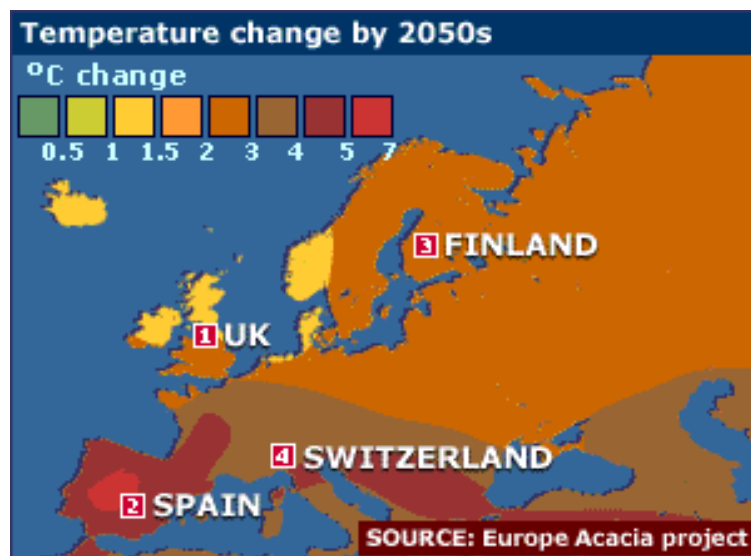 Temperature change by 2050s
ºC change
0.5 1 1.5 2 3 4 5 7
3 FINLAND
1 UK
4 SWITZERLAND
2 SPAIN
SOURCE: Europe Acacia project